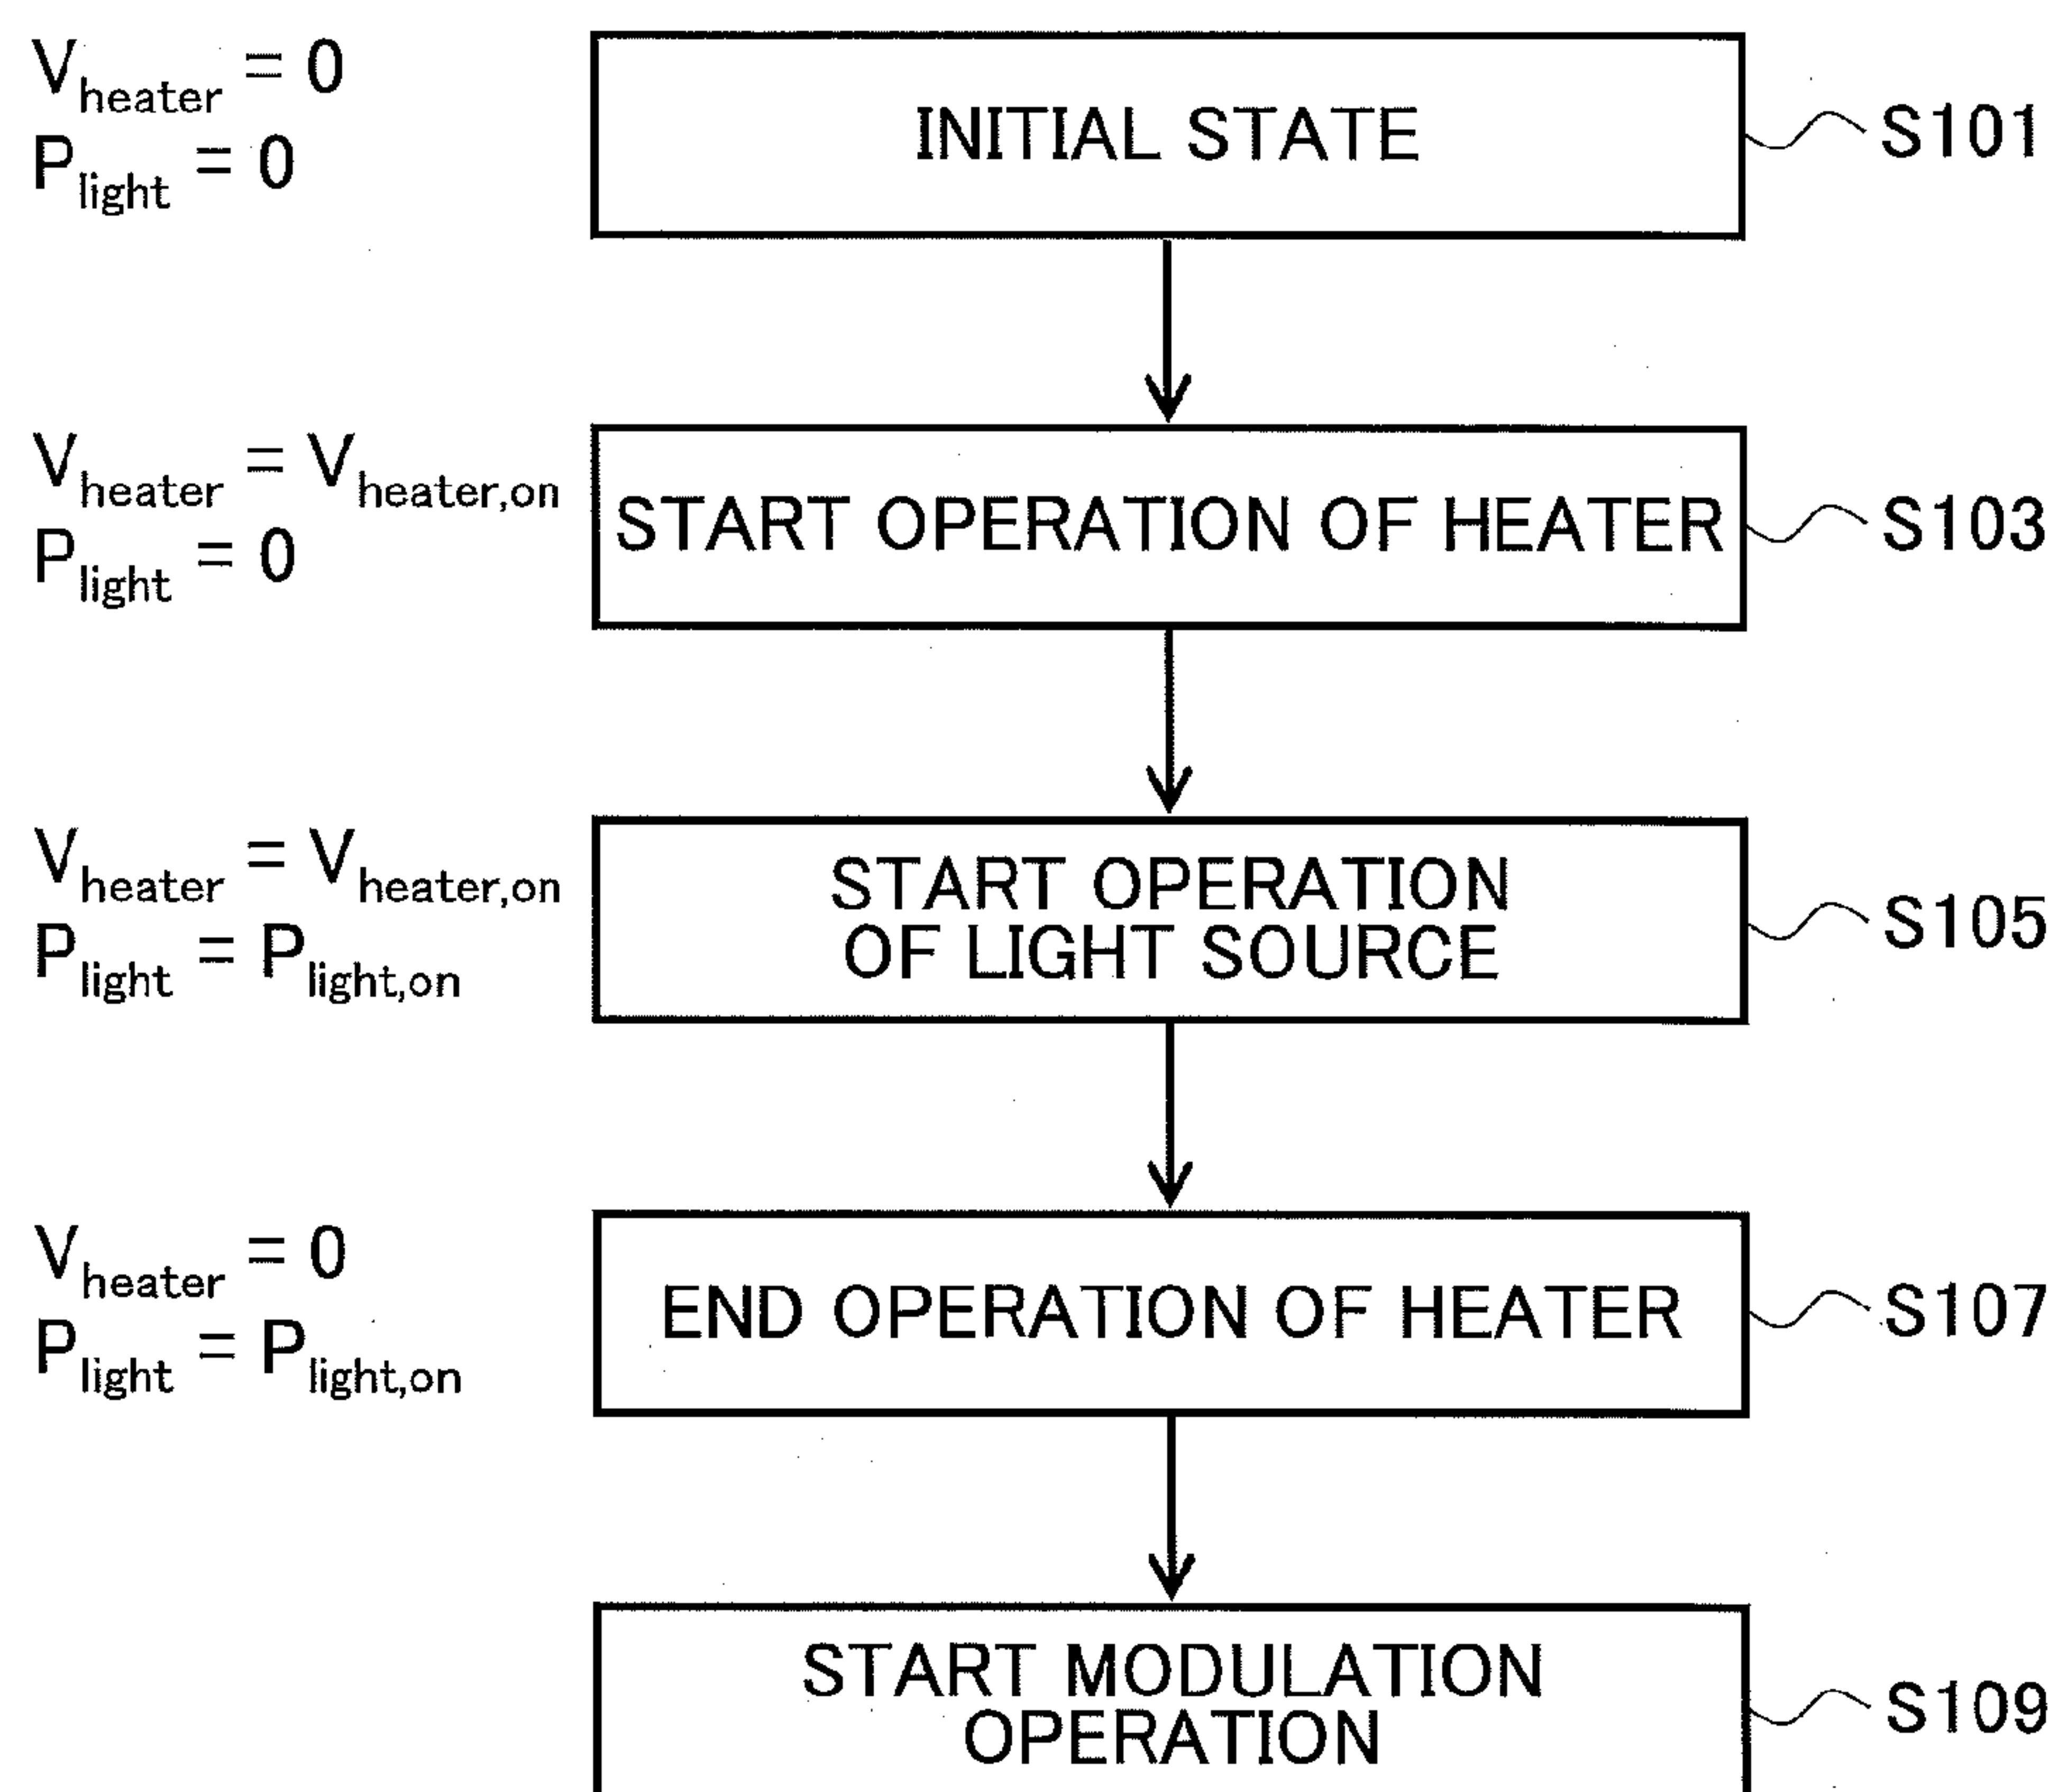 V_heater = 0
P_light = 0
INITIAL STATE
S101
V_heater = V_heater,on
P_light = 0
START OPERATION OF HEATER
S103
V_heater = V_heater,on
P_light = P_light,on
START OPERATION
OF LIGHT SOURCE
S105
V_heater = 0
P_light = P_light,on
END OPERATION OF HEATER
S107
START MODULATION
OPERATION
S109